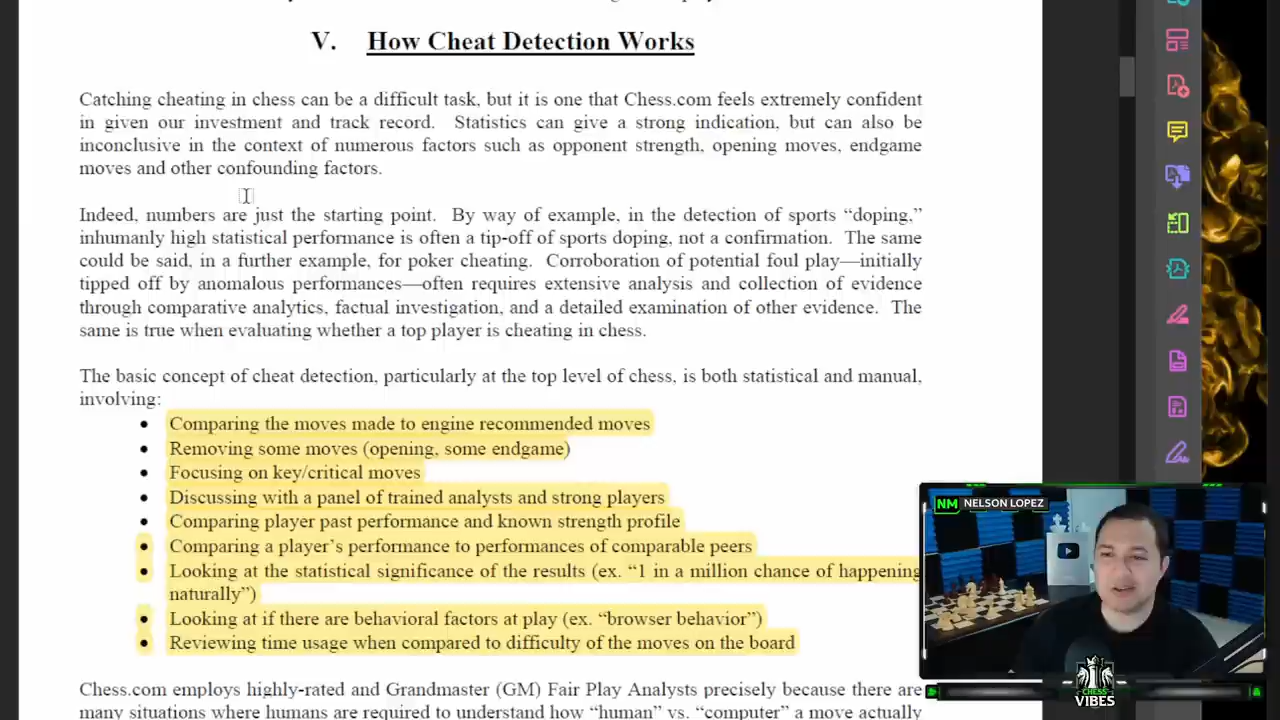 V. How Cheat Detection Works
Catching cheating in chess can be a difficult task, but it is one that Chess.com feels extremely confident
in given our investment and track record. Statistics can give a strong indication, but can also be
inconclusive in the context of numerous factors such as opponent strength, opening moves, endgame
moves and other confounding factors.
Indeed, numbers are just the starting point. By way of example, in the detection of sports “doping,”
inhumanly high statistical performance is often a tip-off of sports doping, not a confirmation. The same
could be said, in a further example, for poker cheating. Corroboration of potential foul play—initially
tipped off by anomalous performances—often requires extensive analysis and collection of evidence
through comparative analytics, factual investigation, and a detailed examination of other evidence. The
same is true when evaluating whether a top player is cheating in chess.
The basic concept of cheat detection, particularly at the top level of chess, is both statistical and manual,
involving:
• Comparing the moves made to engine recommended moves
• Removing some moves (opening, some endgame)
• Focusing on key/critical moves
• Discussing with a panel of trained analysts and strong players
• Comparing player past performance and known strength profile
• Comparing a player’s performance to performances of comparable peers
• Looking at the statistical significance of the results (ex. “1 in a million chance of happening
naturally”)
• Looking at if there are behavioral factors at play (ex. “browser behavior”)
• Reviewing time usage when compared to difficulty of the moves on the board
Chess.com employs highly-rated and Grandmaster (GM) Fair Play Analysts precisely because there are
many situations where humans are required to understand how “human” vs. “computer” a move actually
NM NELSON LOPEZ
CHESS
VIBES